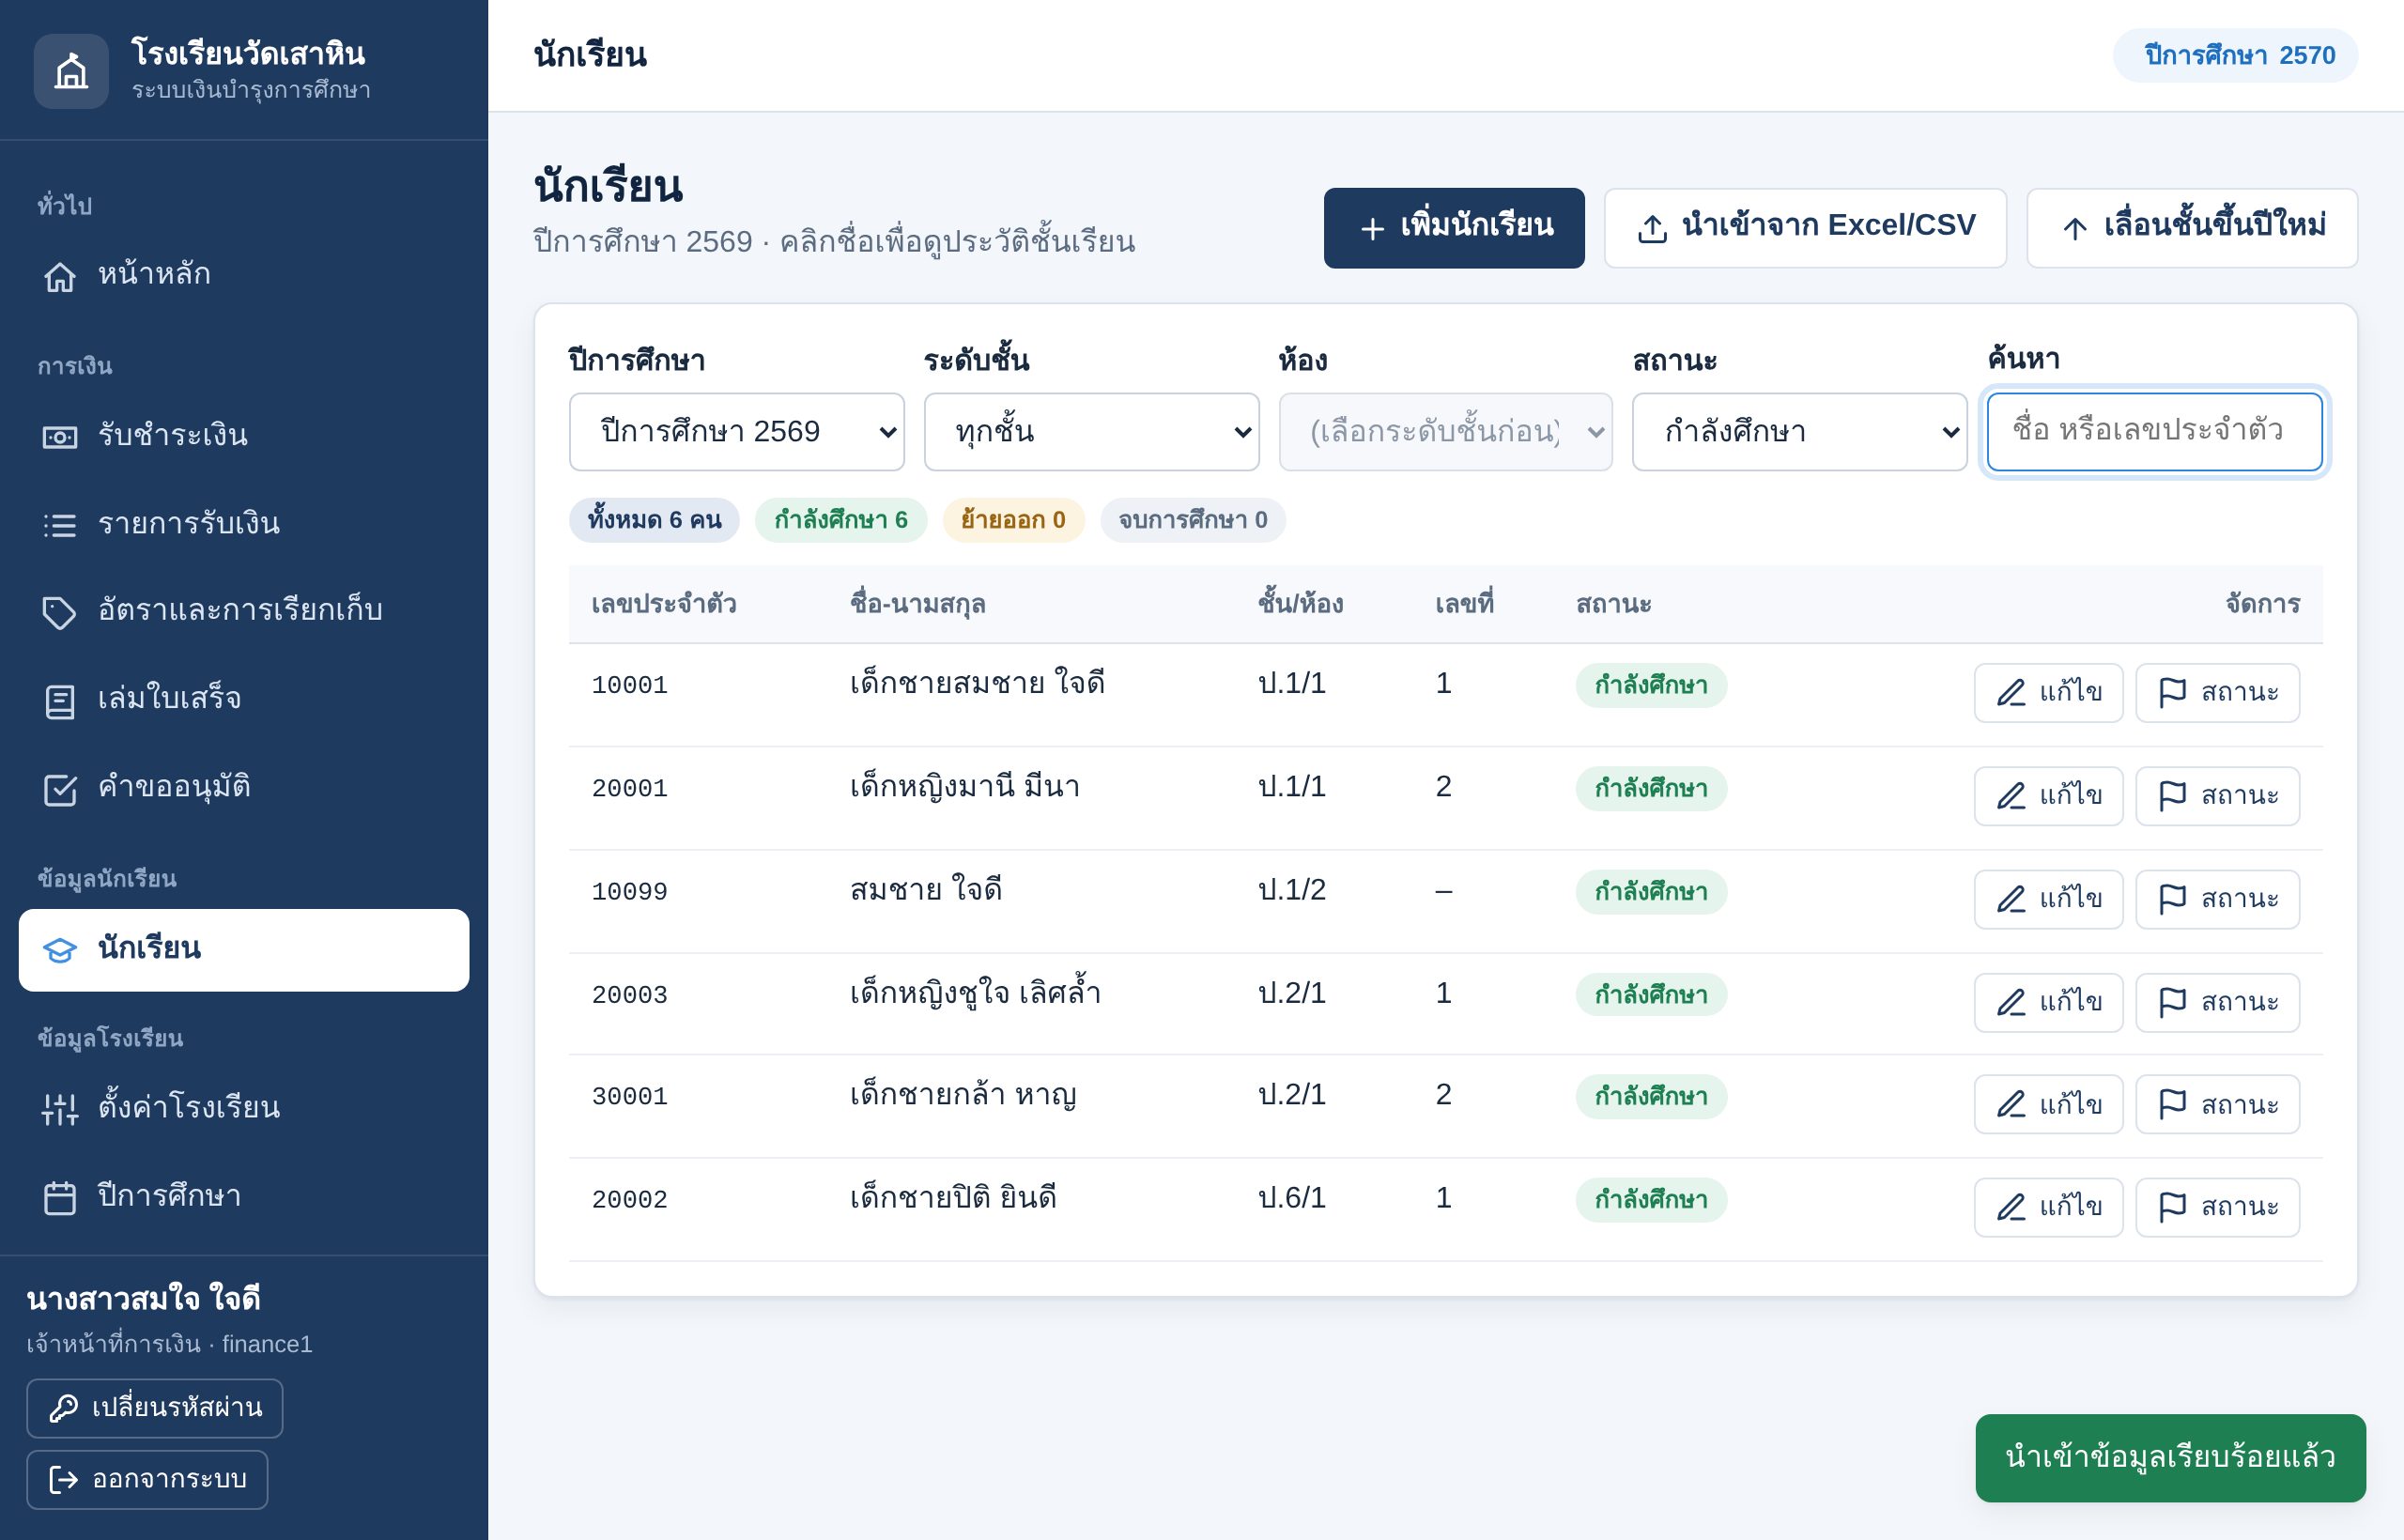 โรงเรียนวัดเสาหิน
ระบบเงินบำรุงการศึกษา
ทั่วไป
หน้าหลัก
การเงิน
รับชำระเงิน
รายการรับเงิน
อัตราและการเรียกเก็บ
เล่มใบเสร็จ
คำขออนุมัติ
ข้อมูลนักเรียน
นักเรียน
ข้อมูลโรงเรียน
ตั้งค่าโรงเรียน
ปีการศึกษา
นางสาวสมใจ ใจดี
เจ้าหน้าที่การเงิน · finance1
เปลี่ยนรหัสผ่าน
ออกจากระบบ
นักเรียน
ปีการศึกษา 2570
นักเรียน
ปีการศึกษา 2569 · คลิกชื่อเพื่อดูประวัติชั้นเรียน
เพิ่มนักเรียน
นำเข้าจาก Excel/CSV
เลื่อนชั้นขึ้นปีใหม่
ปีการศึกษา ระดับชั้น ห้อง สถานะ ค้นหา
ปีการศึกษา 2569 ทุกชั้น (เลือกระดับชั้นก่อน) กำลังศึกษา ชื่อ หรือเลขประจำตัว
ทั้งหมด 6 คน กำลังศึกษา 6 ย้ายออก 0 จบการศึกษา 0
เลขประจำตัว ชื่อ-นามสกุล ชั้น/ห้อง เลขที่ สถานะ จัดการ
10001 เด็กชายสมชาย ใจดี ป.1/1 1 กำลังศึกษา แก้ไข สถานะ
20001 เด็กหญิงมานี มีนา ป.1/1 2 กำลังศึกษา แก้ไข สถานะ
10099 สมชาย ใจดี ป.1/2 – กำลังศึกษา แก้ไข สถานะ
20003 เด็กหญิงชูใจ เลิศล้ำ ป.2/1 1 กำลังศึกษา แก้ไข สถานะ
30001 เด็กชายกล้า หาญ ป.2/1 2 กำลังศึกษา แก้ไข สถานะ
20002 เด็กชายปิติ ยินดี ป.6/1 1 กำลังศึกษา แก้ไข สถานะ
นำเข้าข้อมูลเรียบร้อยแล้ว